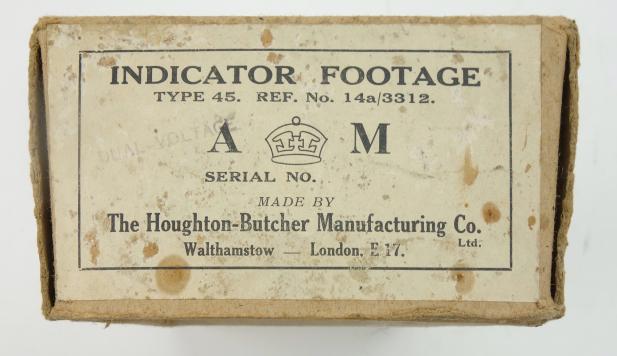 INDICATOR FOOTAGE
TYPE 45. REF. No. 14a/3312.
A M
DUAL-VOLTAGE
SERIAL NO.
MADE BY
The Houghton-Butcher Manufacturing Co. Ltd.
Walthamstow — London, E 17.